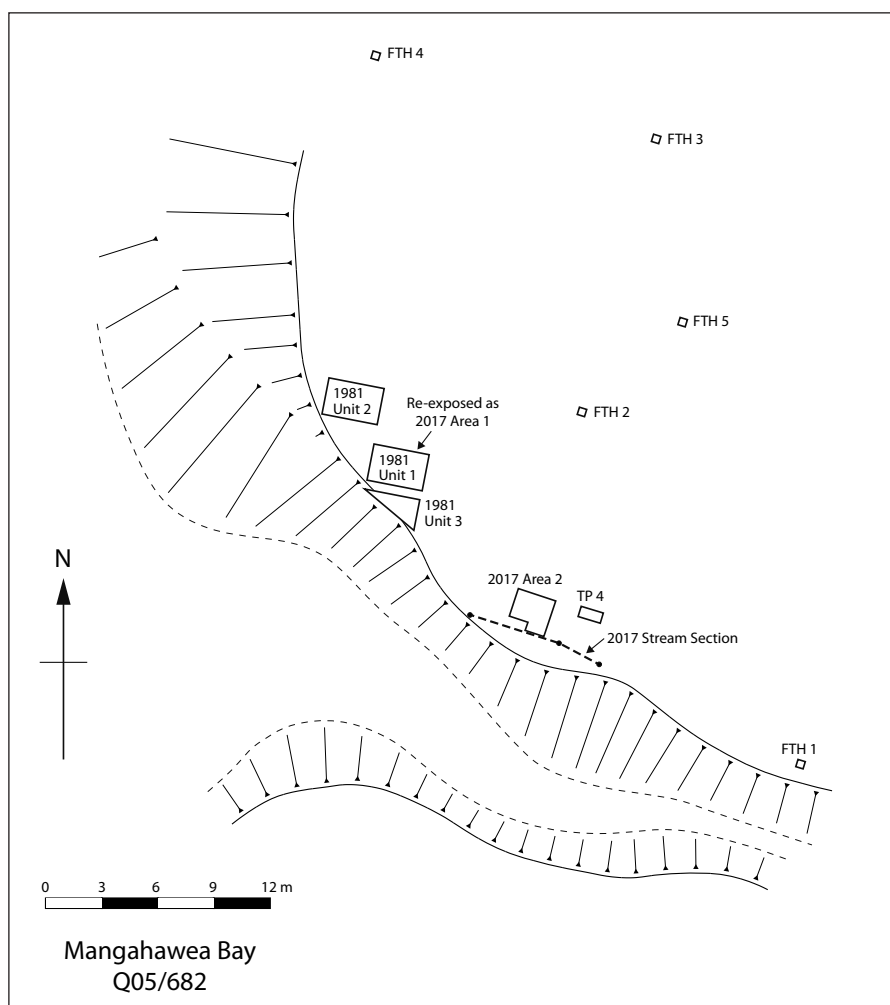 FTH 4
FTH 3
FTH 5
1981
Unit 2
Re-exposed as
2017 Area 1
FTH 2
1981
Unit 1
1981
Unit 3
N
2017 Area 2
TP 4
2017 Stream Section
FTH 1
0 3 6 9 12 m
Mangahawea Bay
Q05/682